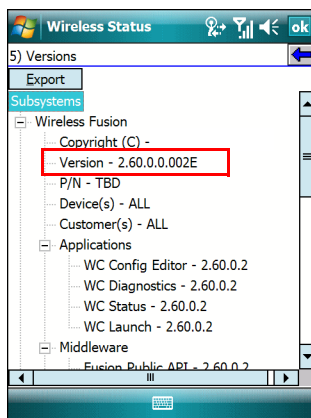 Wireless Status
ok
5) Versions
Export
Subsystems
Wireless Fusion
Copyright (C) -
Version - 2.60.0.0.002E
P/N - TBD
Device(s) - ALL
Customer(s) - ALL
Applications
WC Config Editor - 2.60.0.2
WC Diagnostics - 2.60.0.2
WC Status - 2.60.0.2
WC Launch - 2.60.0.2
Middleware
Fusion Public API - 2.60.0.2